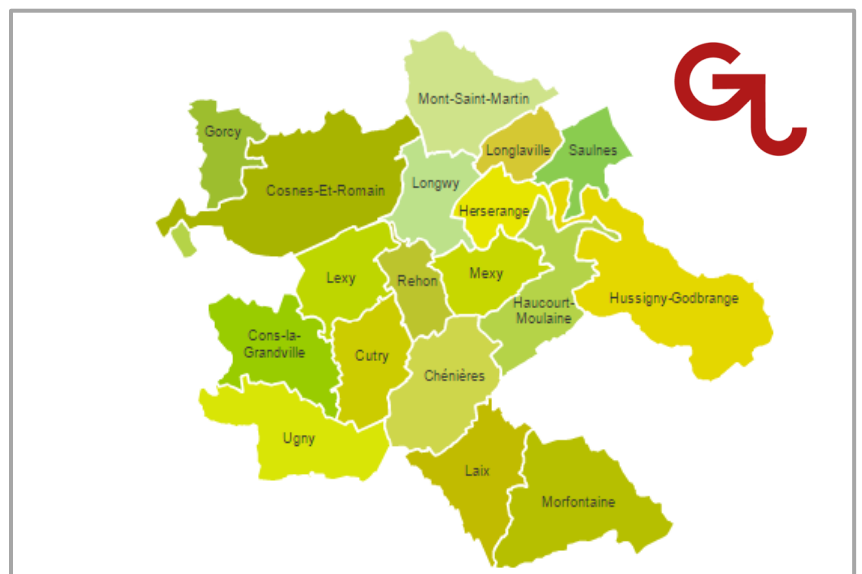 Mont-Saint-Martin
Gorcy
Longlaville
Saulnes
Longwy
Cosnes-Et-Romain
Herserange
Lexy
Rehon
Mexy
Hussigny-Godbrange
Haucourt-
Moulaine
Cons-la-
Grandville
Cutry
Chénières
Ugny
Laix
Morfontaine